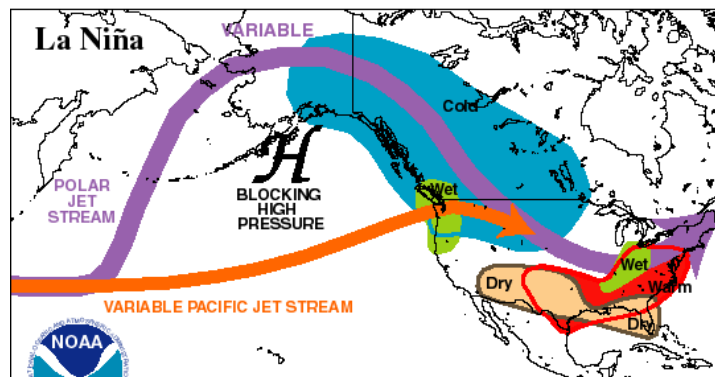 La Niña
VARIABLE
Cold
POLAR
JET
STREAM
H
BLOCKING
HIGH
PRESSURE
Wet
VARIABLE PACIFIC JET STREAM
Wet
Dry
Warm
Dry
NOAA